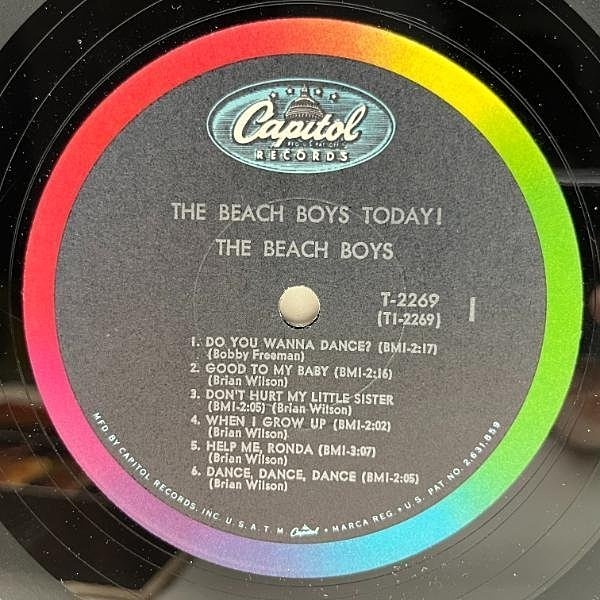 Capitol
RECORDS
THE BEACH BOYS TODAY!
THE BEACH BOYS
T-2269
(T1-2269)
1
1. DO YOU WANNA DANCE? (BMI-2:17)
(Bobby Freeman)
2. GOOD TO MY BABY (BMI-2:16)
(Brian Wilson)
3. DON'T HURT MY LITTLE SISTER
(BMI-2:05) (Brian Wilson)
4. WHEN I GROW UP (BMI-2:02)
(Brian Wilson)
5. HELP ME, RONDA (BMI-3:07)
(Brian Wilson)
6. DANCE, DANCE, DANCE (BMI-2:05)
(Brian Wilson)
MFD BY CAPITOL RECORDS, INC. U.S.A. T.M. Capitol • MARCA REG. • U.S. PAT. NO. 2,631,859